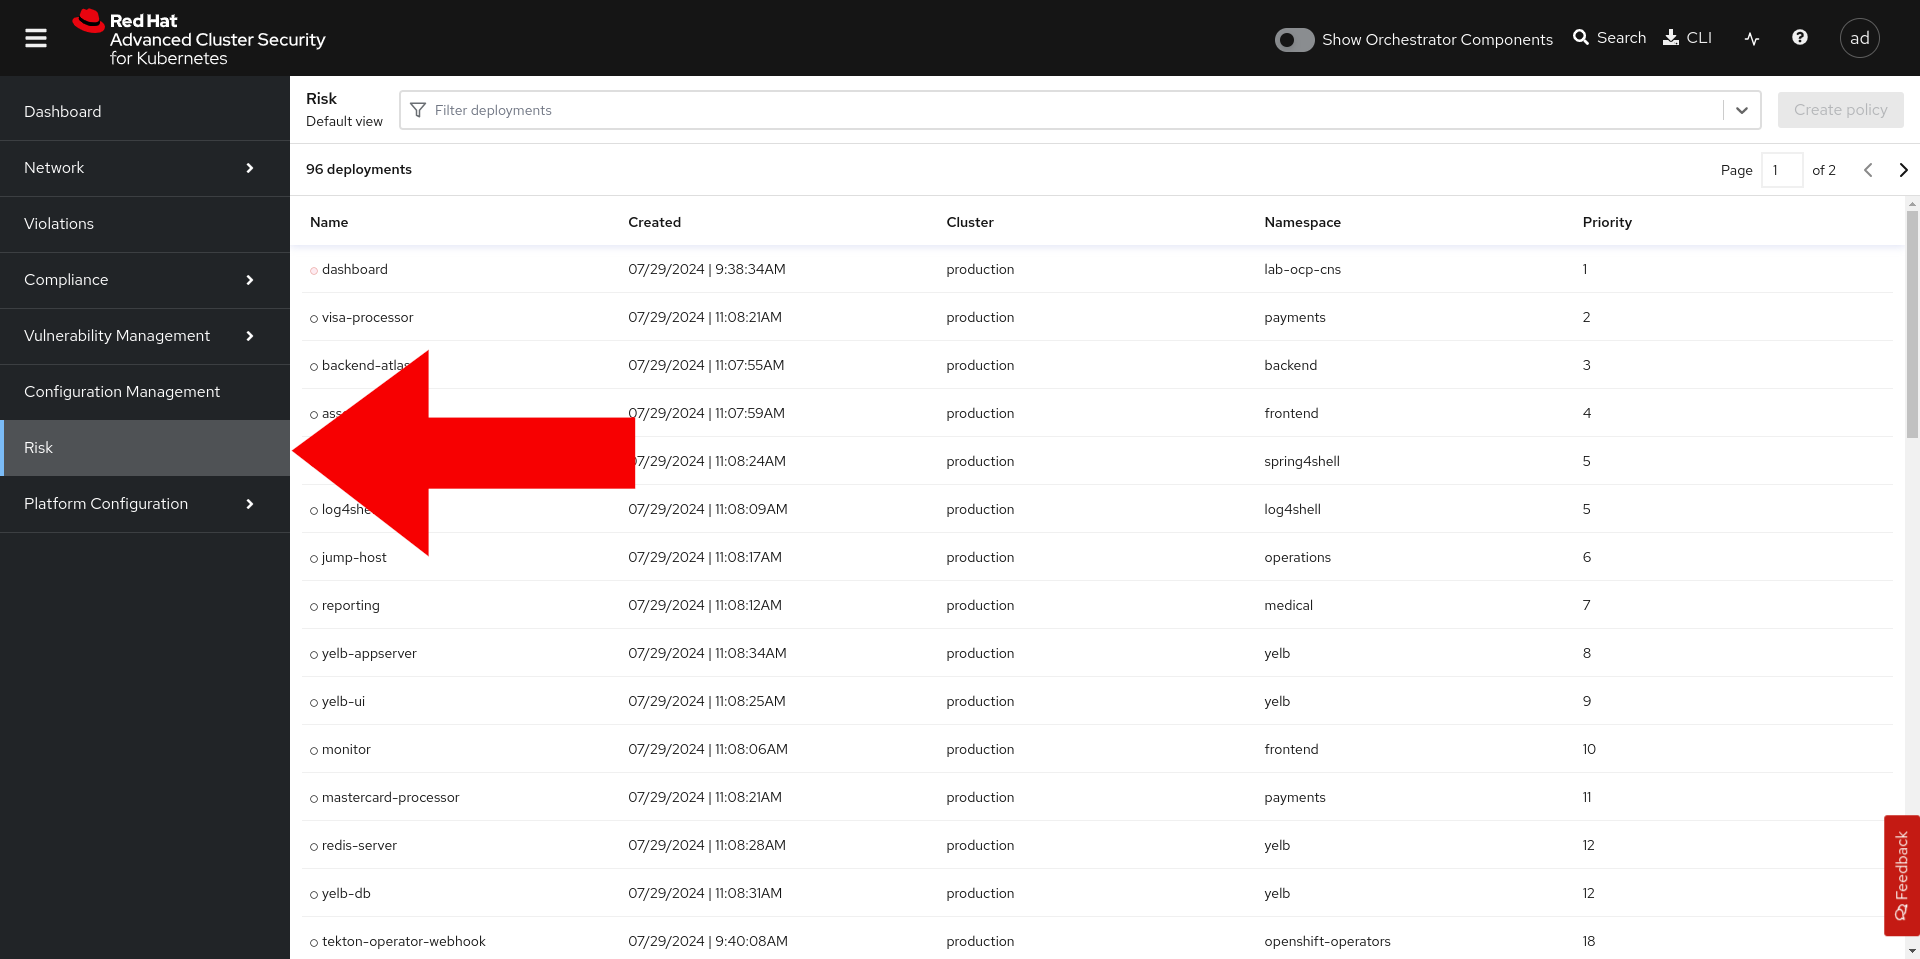 Red Hat
Advanced Cluster Security
for Kubernetes
Show Orchestrator Components
Search
CLI
ad
Dashboard
Network
Violations
Compliance
Vulnerability Management
Configuration Management
Risk
Platform Configuration
Risk
Default view
Filter deployments
Create policy
96 deployments
Page 1 of 2
Name Created Cluster Namespace Priority
dashboard 07/29/2024 | 9:38:34AM production lab-ocp-cns 1
visa-processor 07/29/2024 | 11:08:21AM production payments 2
backend-atlas 07/29/2024 | 11:07:55AM production backend 3
07/29/2024 | 11:07:59AM production frontend 4
07/29/2024 | 11:08:24AM production spring4shell 5
07/29/2024 | 11:08:09AM production log4shell 5
jump-host 07/29/2024 | 11:08:17AM production operations 6
reporting 07/29/2024 | 11:08:12AM production medical 7
yelb-appserver 07/29/2024 | 11:08:34AM production yelb 8
yelb-ui 07/29/2024 | 11:08:25AM production yelb 9
monitor 07/29/2024 | 11:08:06AM production frontend 10
mastercard-processor 07/29/2024 | 11:08:21AM production payments 11
redis-server 07/29/2024 | 11:08:28AM production yelb 12
yelb-db 07/29/2024 | 11:08:31AM production yelb 12
tekton-operator-webhook 07/29/2024 | 9:40:08AM production openshift-operators 18
Feedback